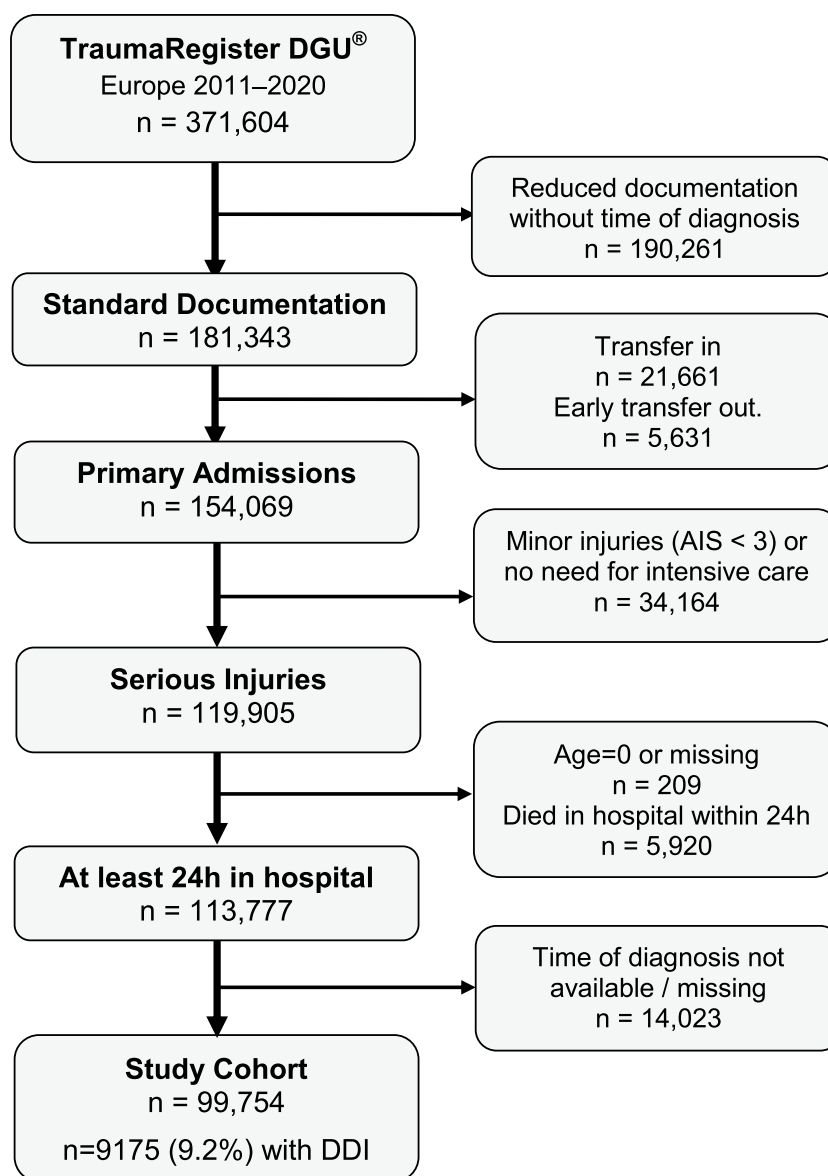 TraumaRegister DGU®
Europe 2011–2020
n = 371,604
Reduced documentation
without time of diagnosis
n = 190,261
Standard Documentation
n = 181,343
Transfer in
n = 21,661
Early transfer out.
n = 5,631
Primary Admissions
n = 154,069
Minor injuries (AIS < 3) or
no need for intensive care
n = 34,164
Serious Injuries
n = 119,905
Age=0 or missing
n = 209
Died in hospital within 24h
n = 5,920
At least 24h in hospital
n = 113,777
Time of diagnosis not
available / missing
n = 14,023
Study Cohort
n = 99,754
n=9175 (9.2%) with DDI